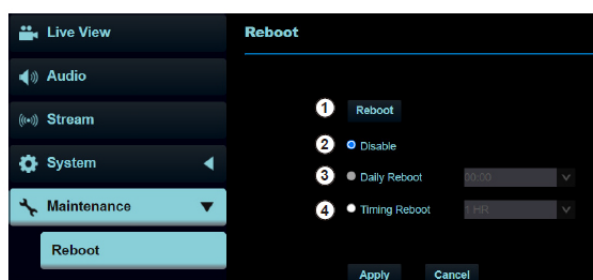 Live View
Audio
Stream
System
Maintenance
Reboot
Reboot
1 Reboot
2 Disable
3 Daily Reboot 00:00
4 Timing Reboot 1 HR
Apply Cancel